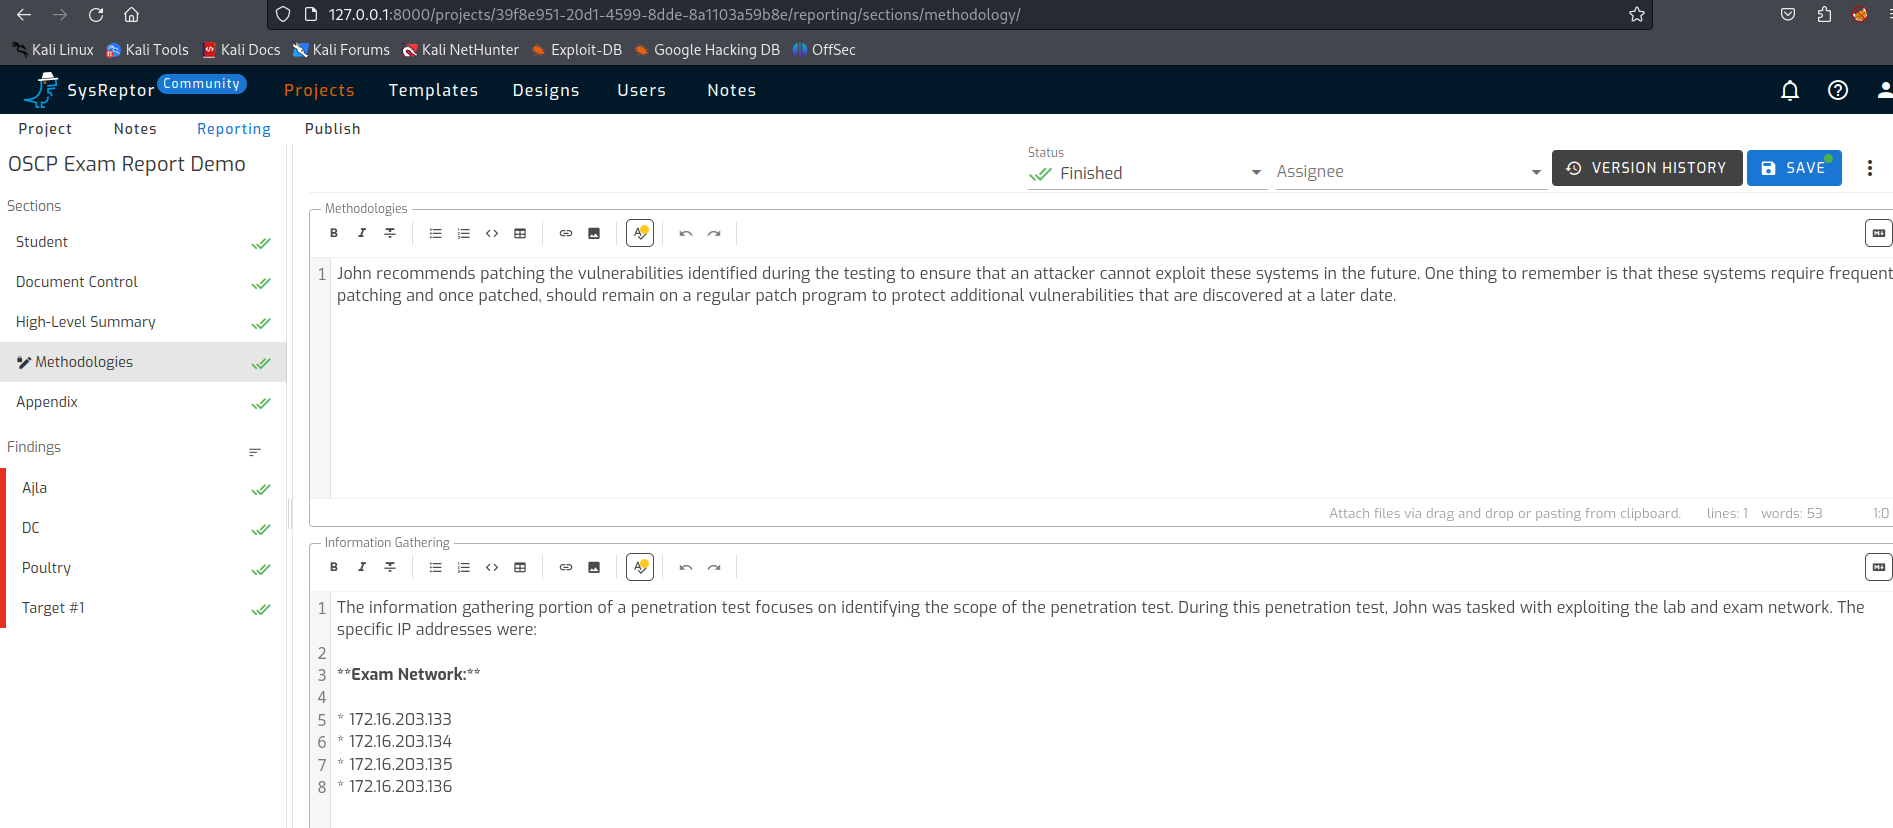 127.0.0.1:8000/projects/39f8e951-20d1-4599-8dde-8a1103a59b8e/reporting/sections/methodology/
Kali Linux Kali Tools Kali Docs Kali Forums Kali NetHunter Exploit-DB Google Hacking DB OffSec
SysReptor Community Projects Templates Designs Users Notes
Project Notes Reporting Publish
OSCP Exam Report Demo
Sections
Student
Document Control
High-Level Summary
Methodologies
Appendix
Findings
Ajla
DC
Poultry
Target #1
Status
Finished
Assignee
VERSION HISTORY
SAVE
Methodologies
B I
1 John recommends patching the vulnerabilities identified during the testing to ensure that an attacker cannot exploit these systems in the future. One thing to remember is that these systems require frequent
patching and once patched, should remain on a regular patch program to protect additional vulnerabilities that are discovered at a later date.
Attach files via drag and drop or pasting from clipboard. lines: 1 words: 53 1:0
Information Gathering
B I
1 The information gathering portion of a penetration test focuses on identifying the scope of the penetration test. During this penetration test, John was tasked with exploiting the lab and exam network. The
specific IP addresses were:
2
3 **Exam Network:**
4
5 * 172.16.203.133
6 * 172.16.203.134
7 * 172.16.203.135
8 * 172.16.203.136